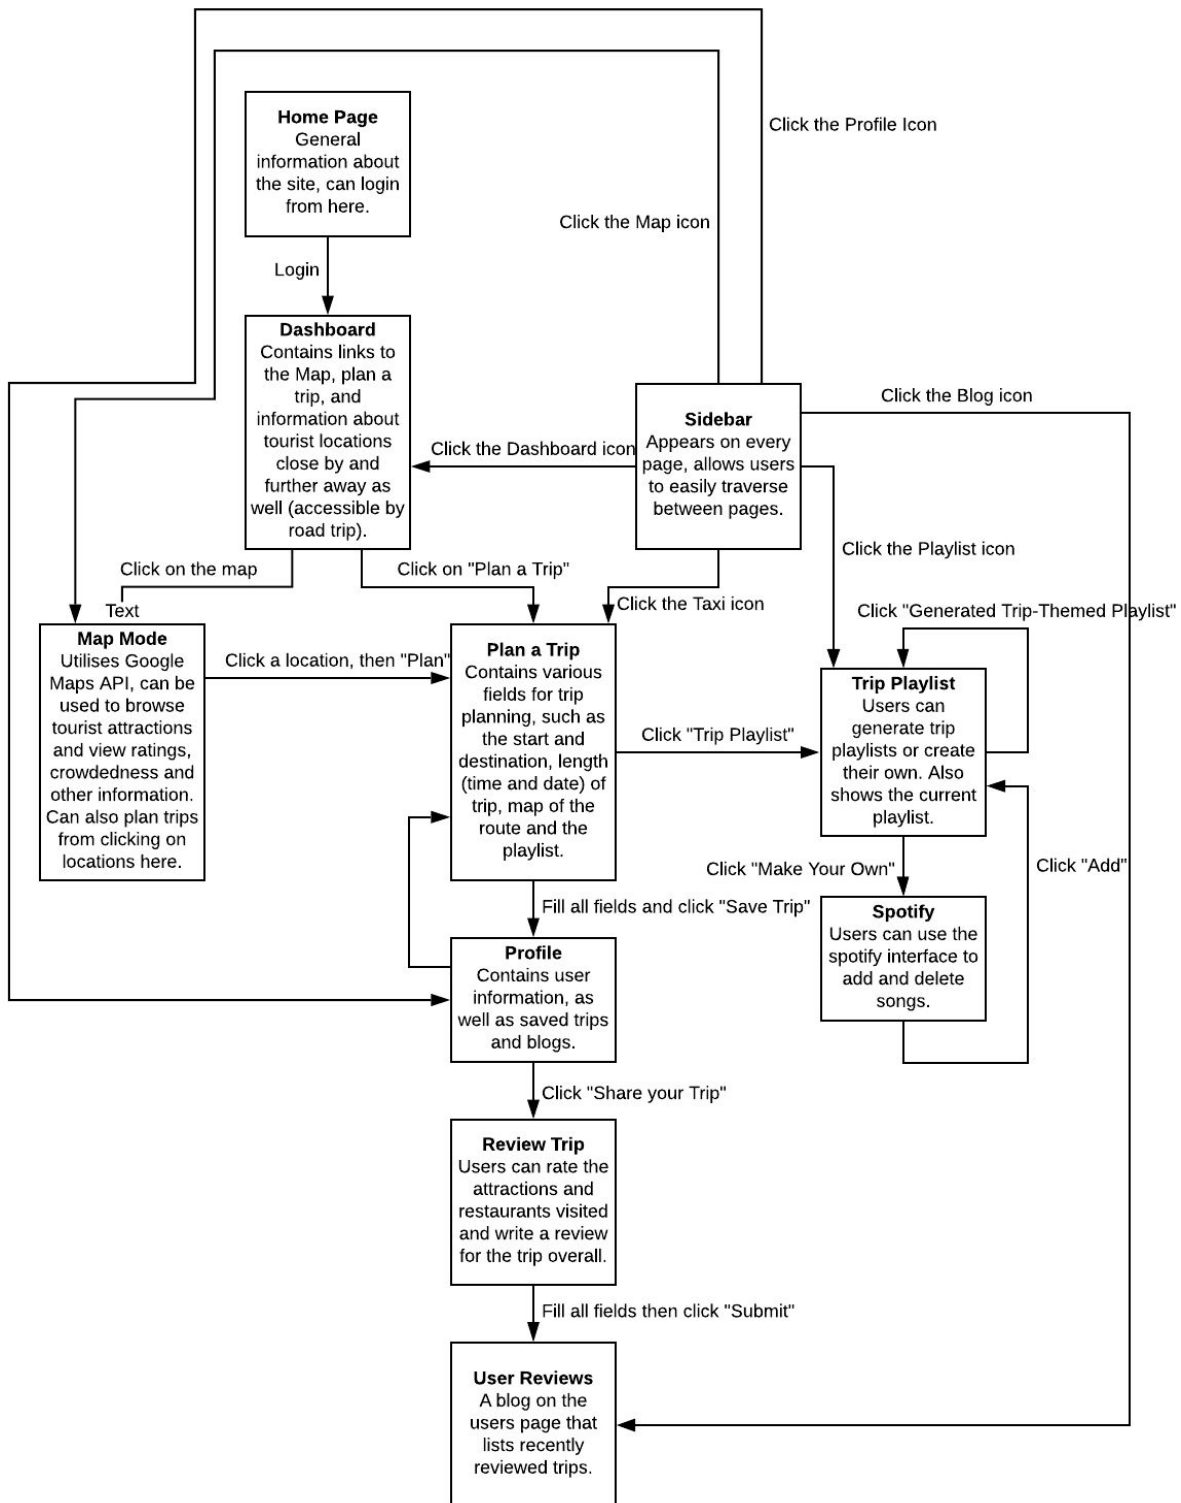 Click the Profile Icon
Home Page
General
information about
the site, can login
from here.
Click the Map icon
Login
Dashboard
Contains links to
the Map, plan a
trip, and
information about
tourist locations
close by and
further away as
well (accessible by
road trip).
Click the Dashboard icon
Sidebar
Appears on every
page, allows users
to easily traverse
between pages.
Click the Blog icon
Click the Playlist icon
Click on the map
Text
Click on "Plan a Trip"
Click the Taxi icon
Click "Generated Trip-Themed Playlist"
Map Mode
Utilises Google
Maps API, can be
used to browse
tourist attractions
and view ratings,
crowdedness and
other information.
Can also plan trips
from clicking on
locations here.
Click a location, then "Plan"
Plan a Trip
Contains various
fields for trip
planning, such as
the start and
destination, length
(time and date) of
trip, map of the
route and the
playlist.
Click "Trip Playlist"
Trip Playlist
Users can
generate trip
playlists or create
their own. Also
shows the current
playlist.
Click "Make Your Own"
Click "Add"
Spotify
Users can use the
spotify interface to
add and delete
songs.
Fill all fields and click "Save Trip"
Profile
Contains user
information, as
well as saved trips
and blogs.
Click "Share your Trip"
Review Trip
Users can rate the
attractions and
restaurants visited
and write a review
for the trip overall.
Fill all fields then click "Submit"
User Reviews
A blog on the
users page that
lists recently
reviewed trips.